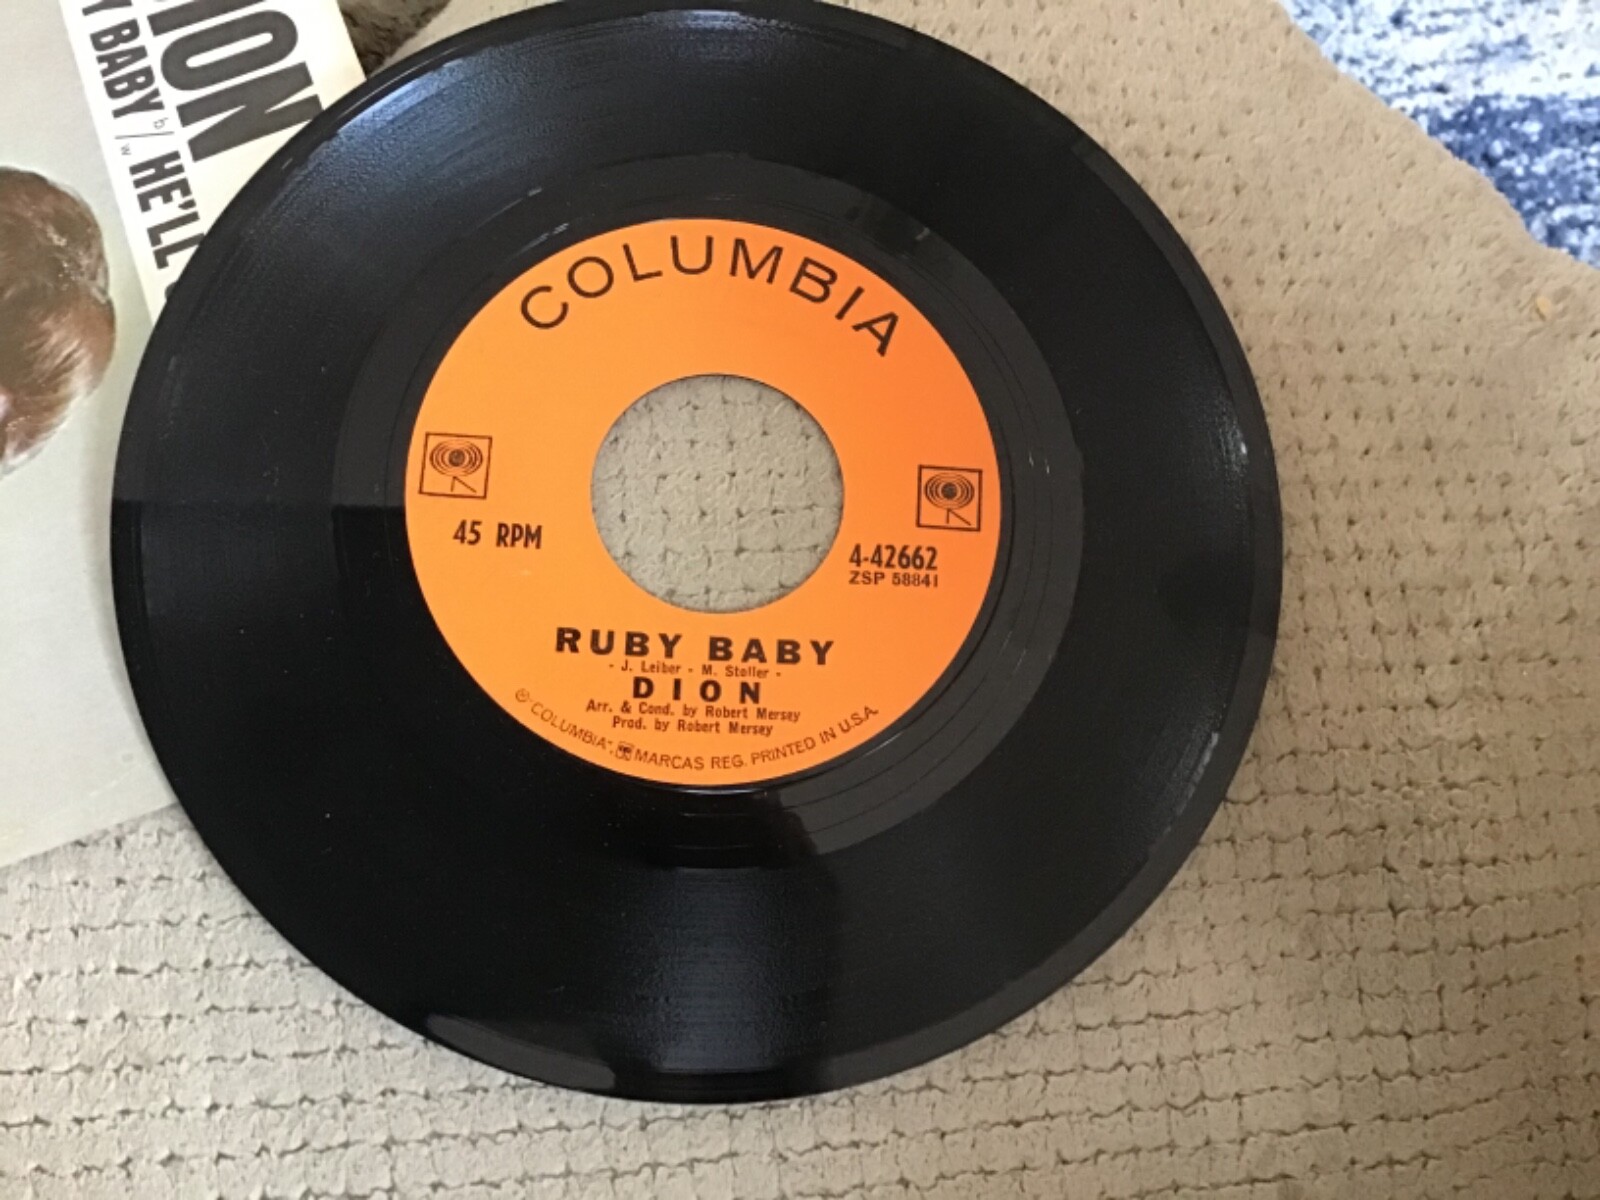 ION
Y BABY b/w HE'LL
COLUMBIA
45 RPM
4-42662
ZSP 58841
RUBY BABY
- J. Leiber - M. Stoller -
DION
Arr. & Cond. by Robert Mersey
Prod. by Robert Mersey
"COLUMBIA", MARCAS REG. PRINTED IN U.S.A.